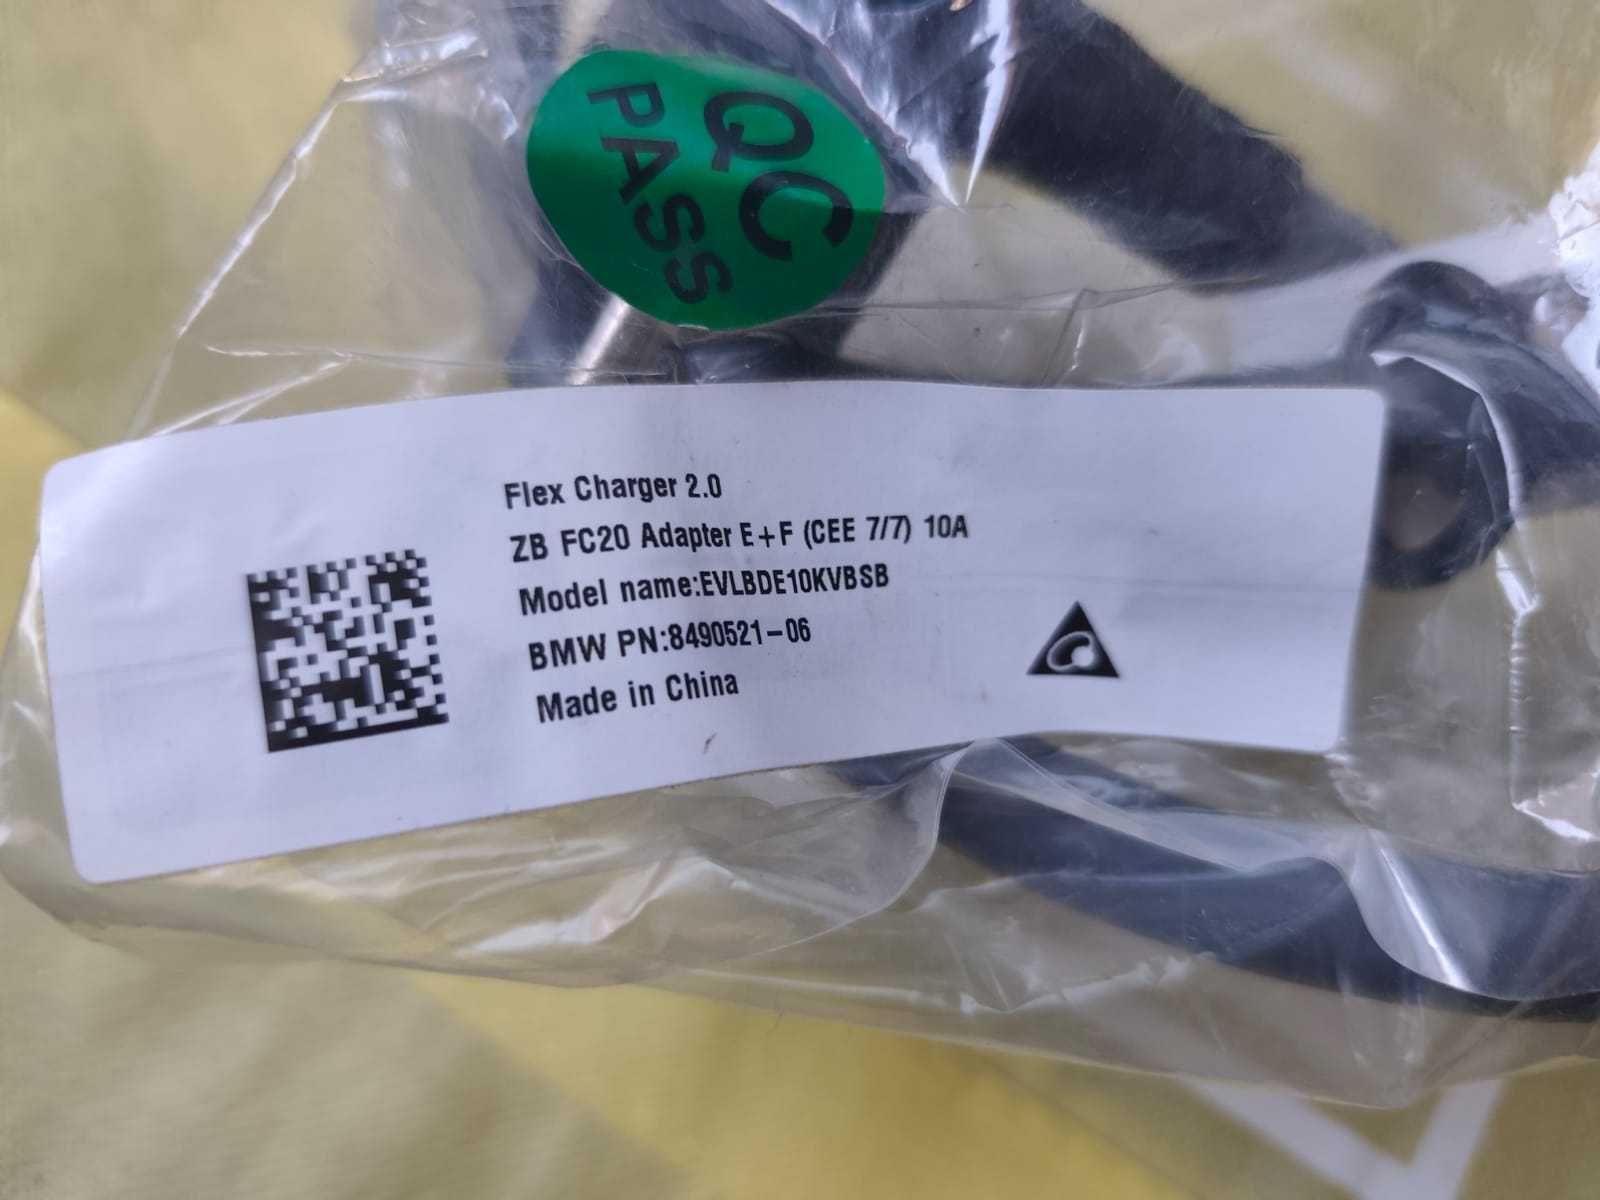 QC
PASS
Flex Charger 2.0
ZB FC20 Adapter E+F (CEE 7/7) 10A
Model name:EVLBDE10KVBSB
BMW PN:8490521-06
Made in China